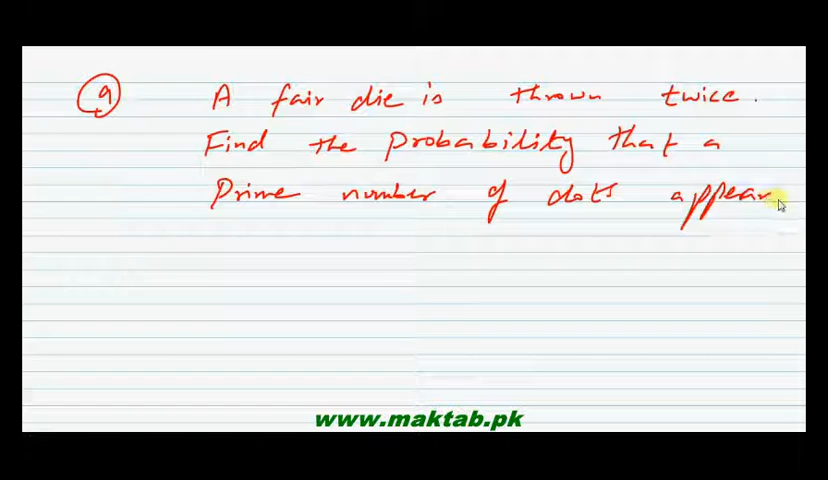 9 A fair die is thrown twice.
Find the Probability that a
Prime number of dots appear
www.maktab.pk